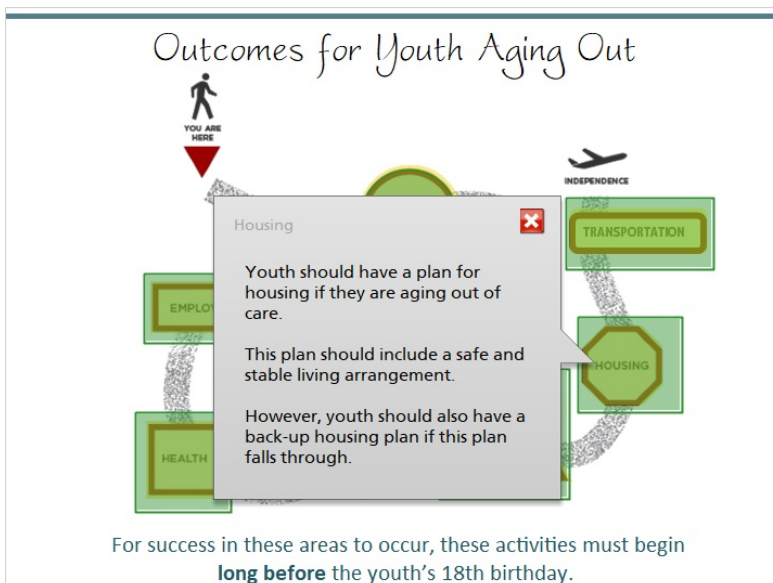 Outcomes for Youth Aging Out
YOU ARE
HERE
INDEPENDENCE
TRANSPORTATION
Housing
Youth should have a plan for
housing if they are aging out of
care.
This plan should include a safe and
stable living arrangement.
However, youth should also have a
back-up housing plan if this plan
falls through.
HOUSING
HEALTH
For success in these areas to occur, these activities must begin
long before the youth's 18th birthday.